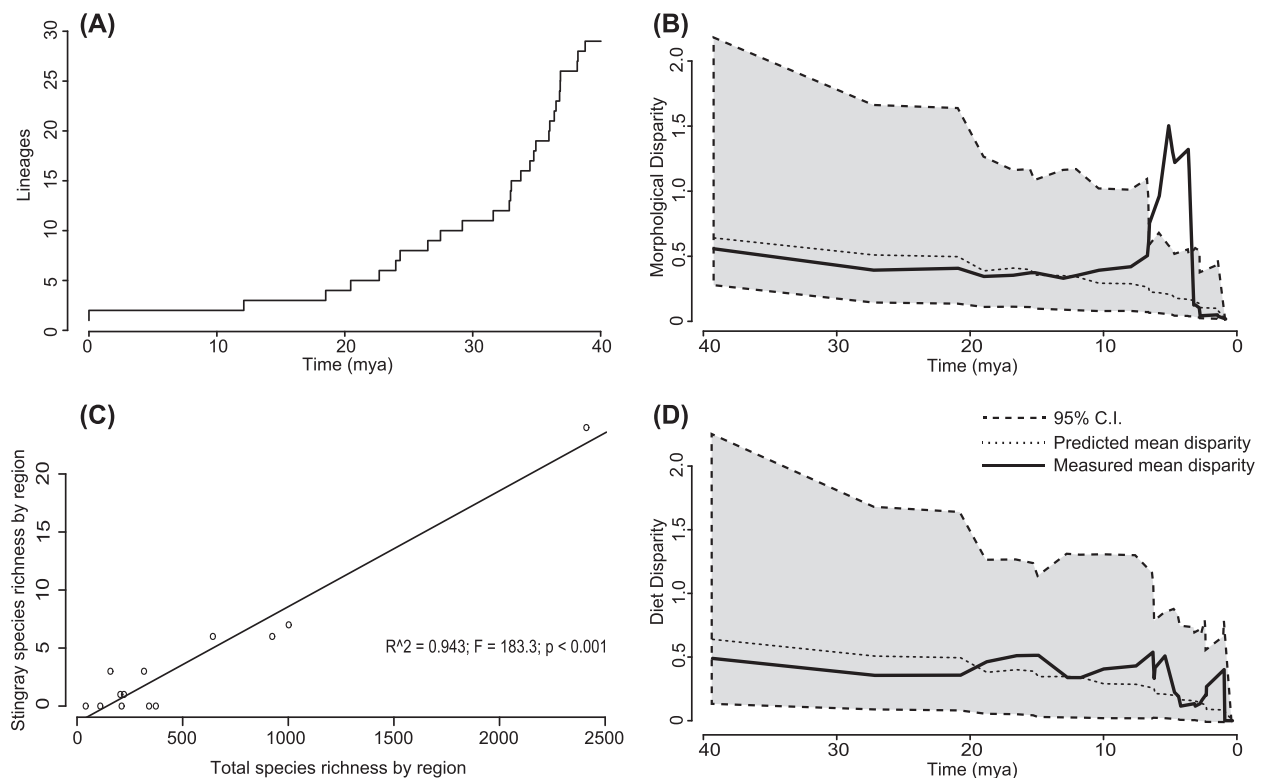 (A)
30
25
20
15
10
5
0
Lineages
0 10 20 30 40
Time (mya)
(B)
2.0
1.5
1.0
0.5
0
Morpholgical Disparity
40 30 20 10 0
Time (mya)
(C)
20
15
10
5
0
Stingray species richness by region
R^2 = 0.943; F = 183.3; p < 0.001
0 500 1000 1500 2000 2500
Total species richness by region
(D)
95% C.I.
Predicted mean disparity
Measured mean disparity
2.0
1.5
1.0
0.5
0
Diet Disparity
40 30 20 10 0
Time (mya)